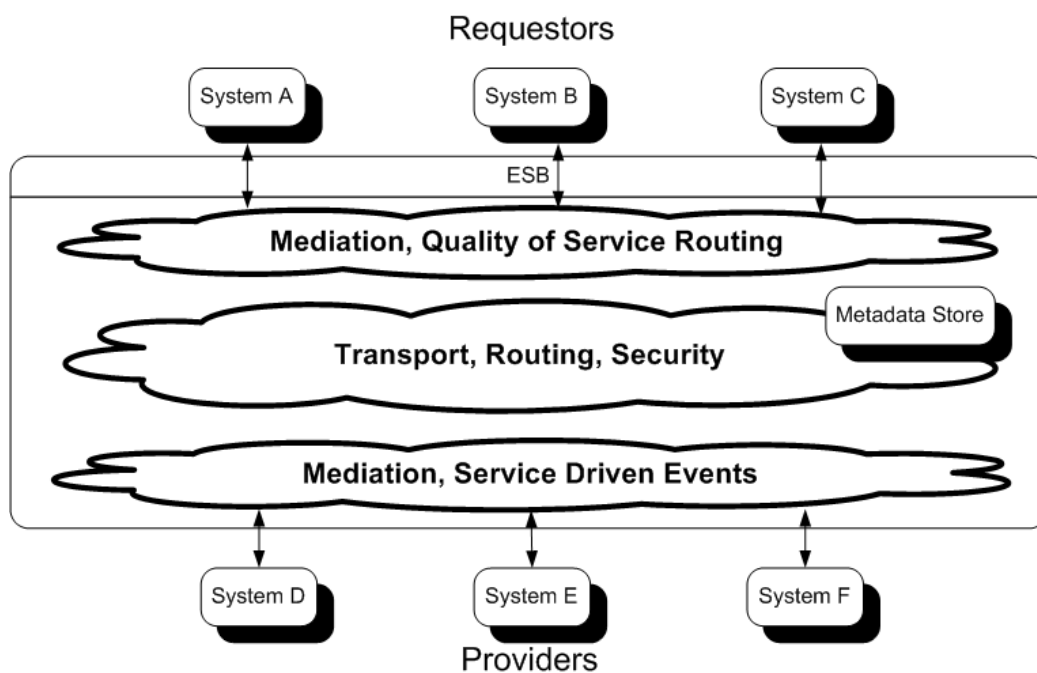 Requestors
System A
System B
System C
ESB
Mediation, Quality of Service Routing
Metadata Store
Transport, Routing, Security
Mediation, Service Driven Events
System D
System E
System F
Providers